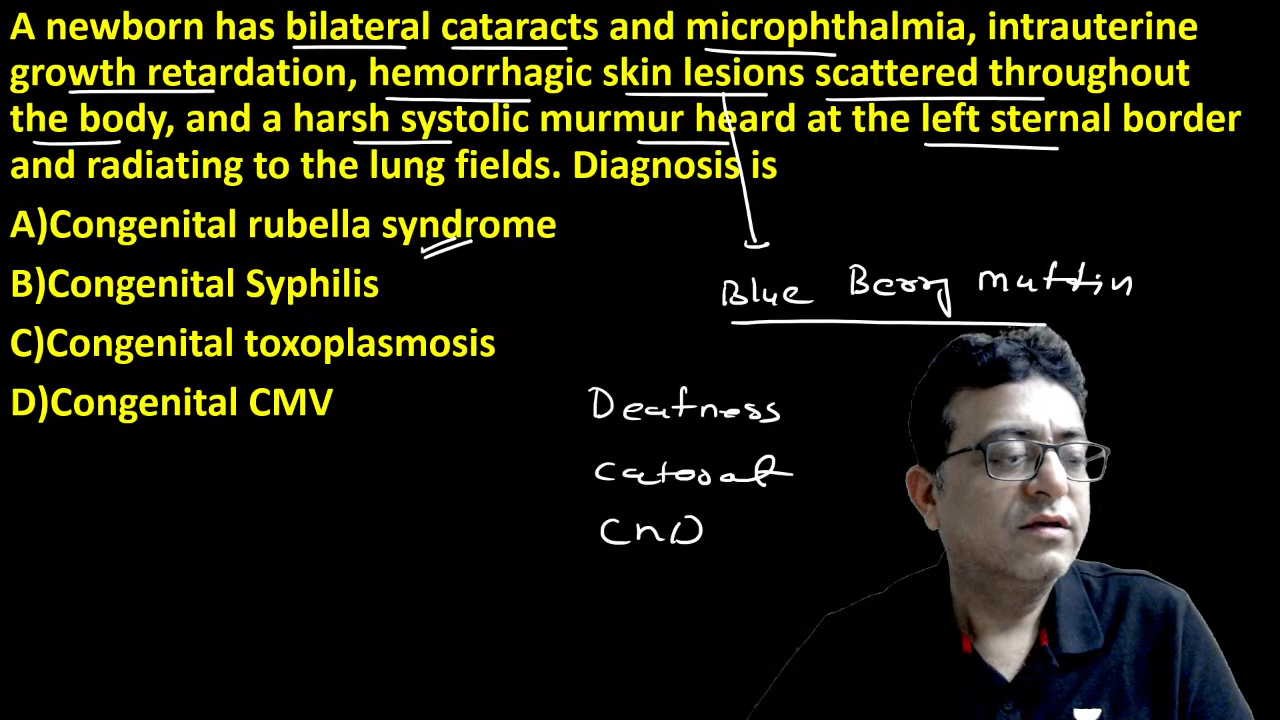 A newborn has bilateral cataracts and microphthalmia, intrauterine
growth retardation, hemorrhagic skin lesions scattered throughout
the body, and a harsh systolic murmur heard at the left sternal border
and radiating to the lung fields. Diagnosis is
A)Congenital rubella syndrome
B)Congenital Syphilis
Blue Berry muffin
C)Congenital toxoplasmosis
D)Congenital CMV
Deafness